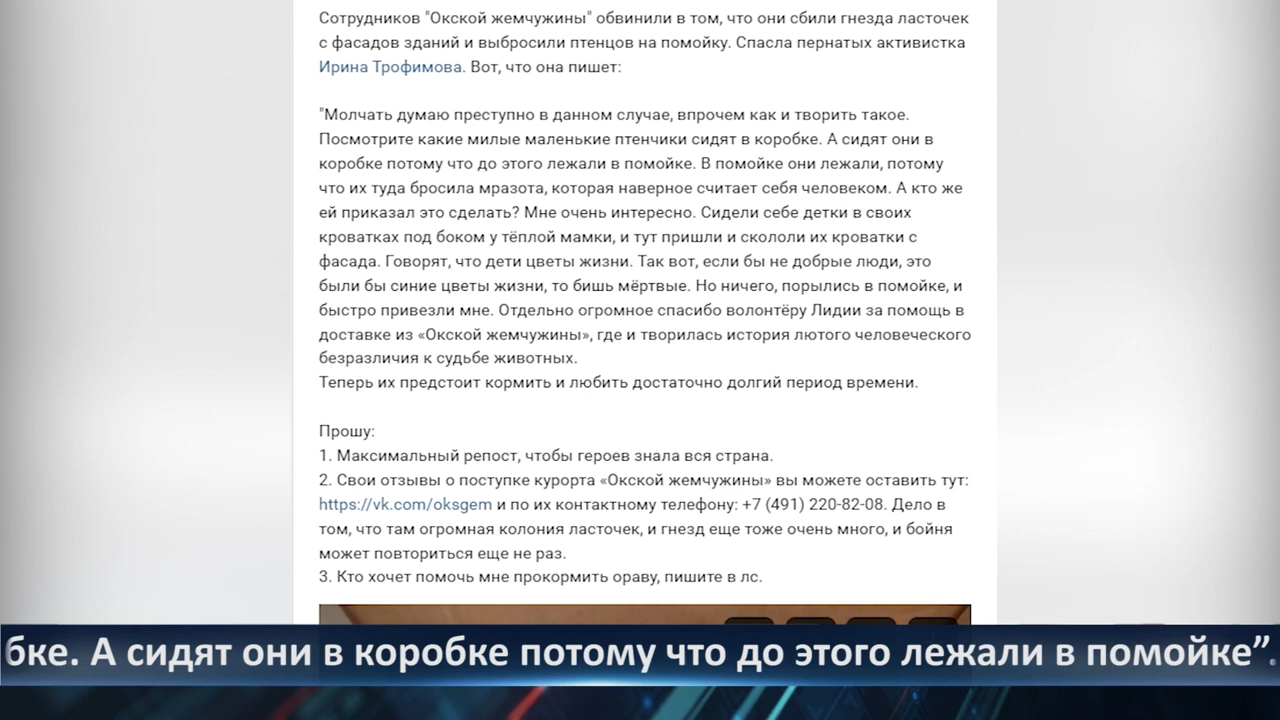 Сотрудников "Окской жемчужины" обвинили в том, что они сбили гнезда ласточек
с фасадов зданий и выбросили птенцов на помойку. Спасла пернатых активистка
Ирина Трофимова. Вот, что она пишет:
"Молчать думаю преступно в данном случае, впрочем как и творить такое.
Посмотрите какие милые маленькие птенчики сидят в коробке. А сидят они в
коробке потому что до этого лежали в помойке. В помойке они лежали, потому
что их туда бросила мразота, которая наверное считает себя человеком. А кто же
ей приказал это сделать? Мне очень интересно. Сидели себе детки в своих
кроватках под боком у тёплой мамки, и тут пришли и скололи их кроватки с
фасада. Говорят, что дети цветы жизни. Так вот, если бы не добрые люди, это
были бы синие цветы жизни, то бишь мёртвые. Но ничего, порылись в помойке, и
быстро привезли мне. Отдельно огромное спасибо волонтёру Лидии за помощь в
доставке из «Окской жемчужины», где и творилась история лютого человеческого
безразличия к судьбе животных.
Теперь их предстоит кормить и любить достаточно долгий период времени.
Прошу:
1. Максимальный репост, чтобы героев знала вся страна.
2. Свои отзывы о поступке курорта «Окской жемчужины» вы можете оставить тут:
https://vk.com/oksgem и по их контактному телефону: +7 (491) 220-82-08. Дело в
том, что там огромная колония ласточек, и гнезд еще тоже очень много, и бойня
может повториться еще не раз.
3. Кто хочет помочь мне прокормить ораву, пишите в лс.
бке. А сидят они в коробке потому что до этого лежали в помойке”.